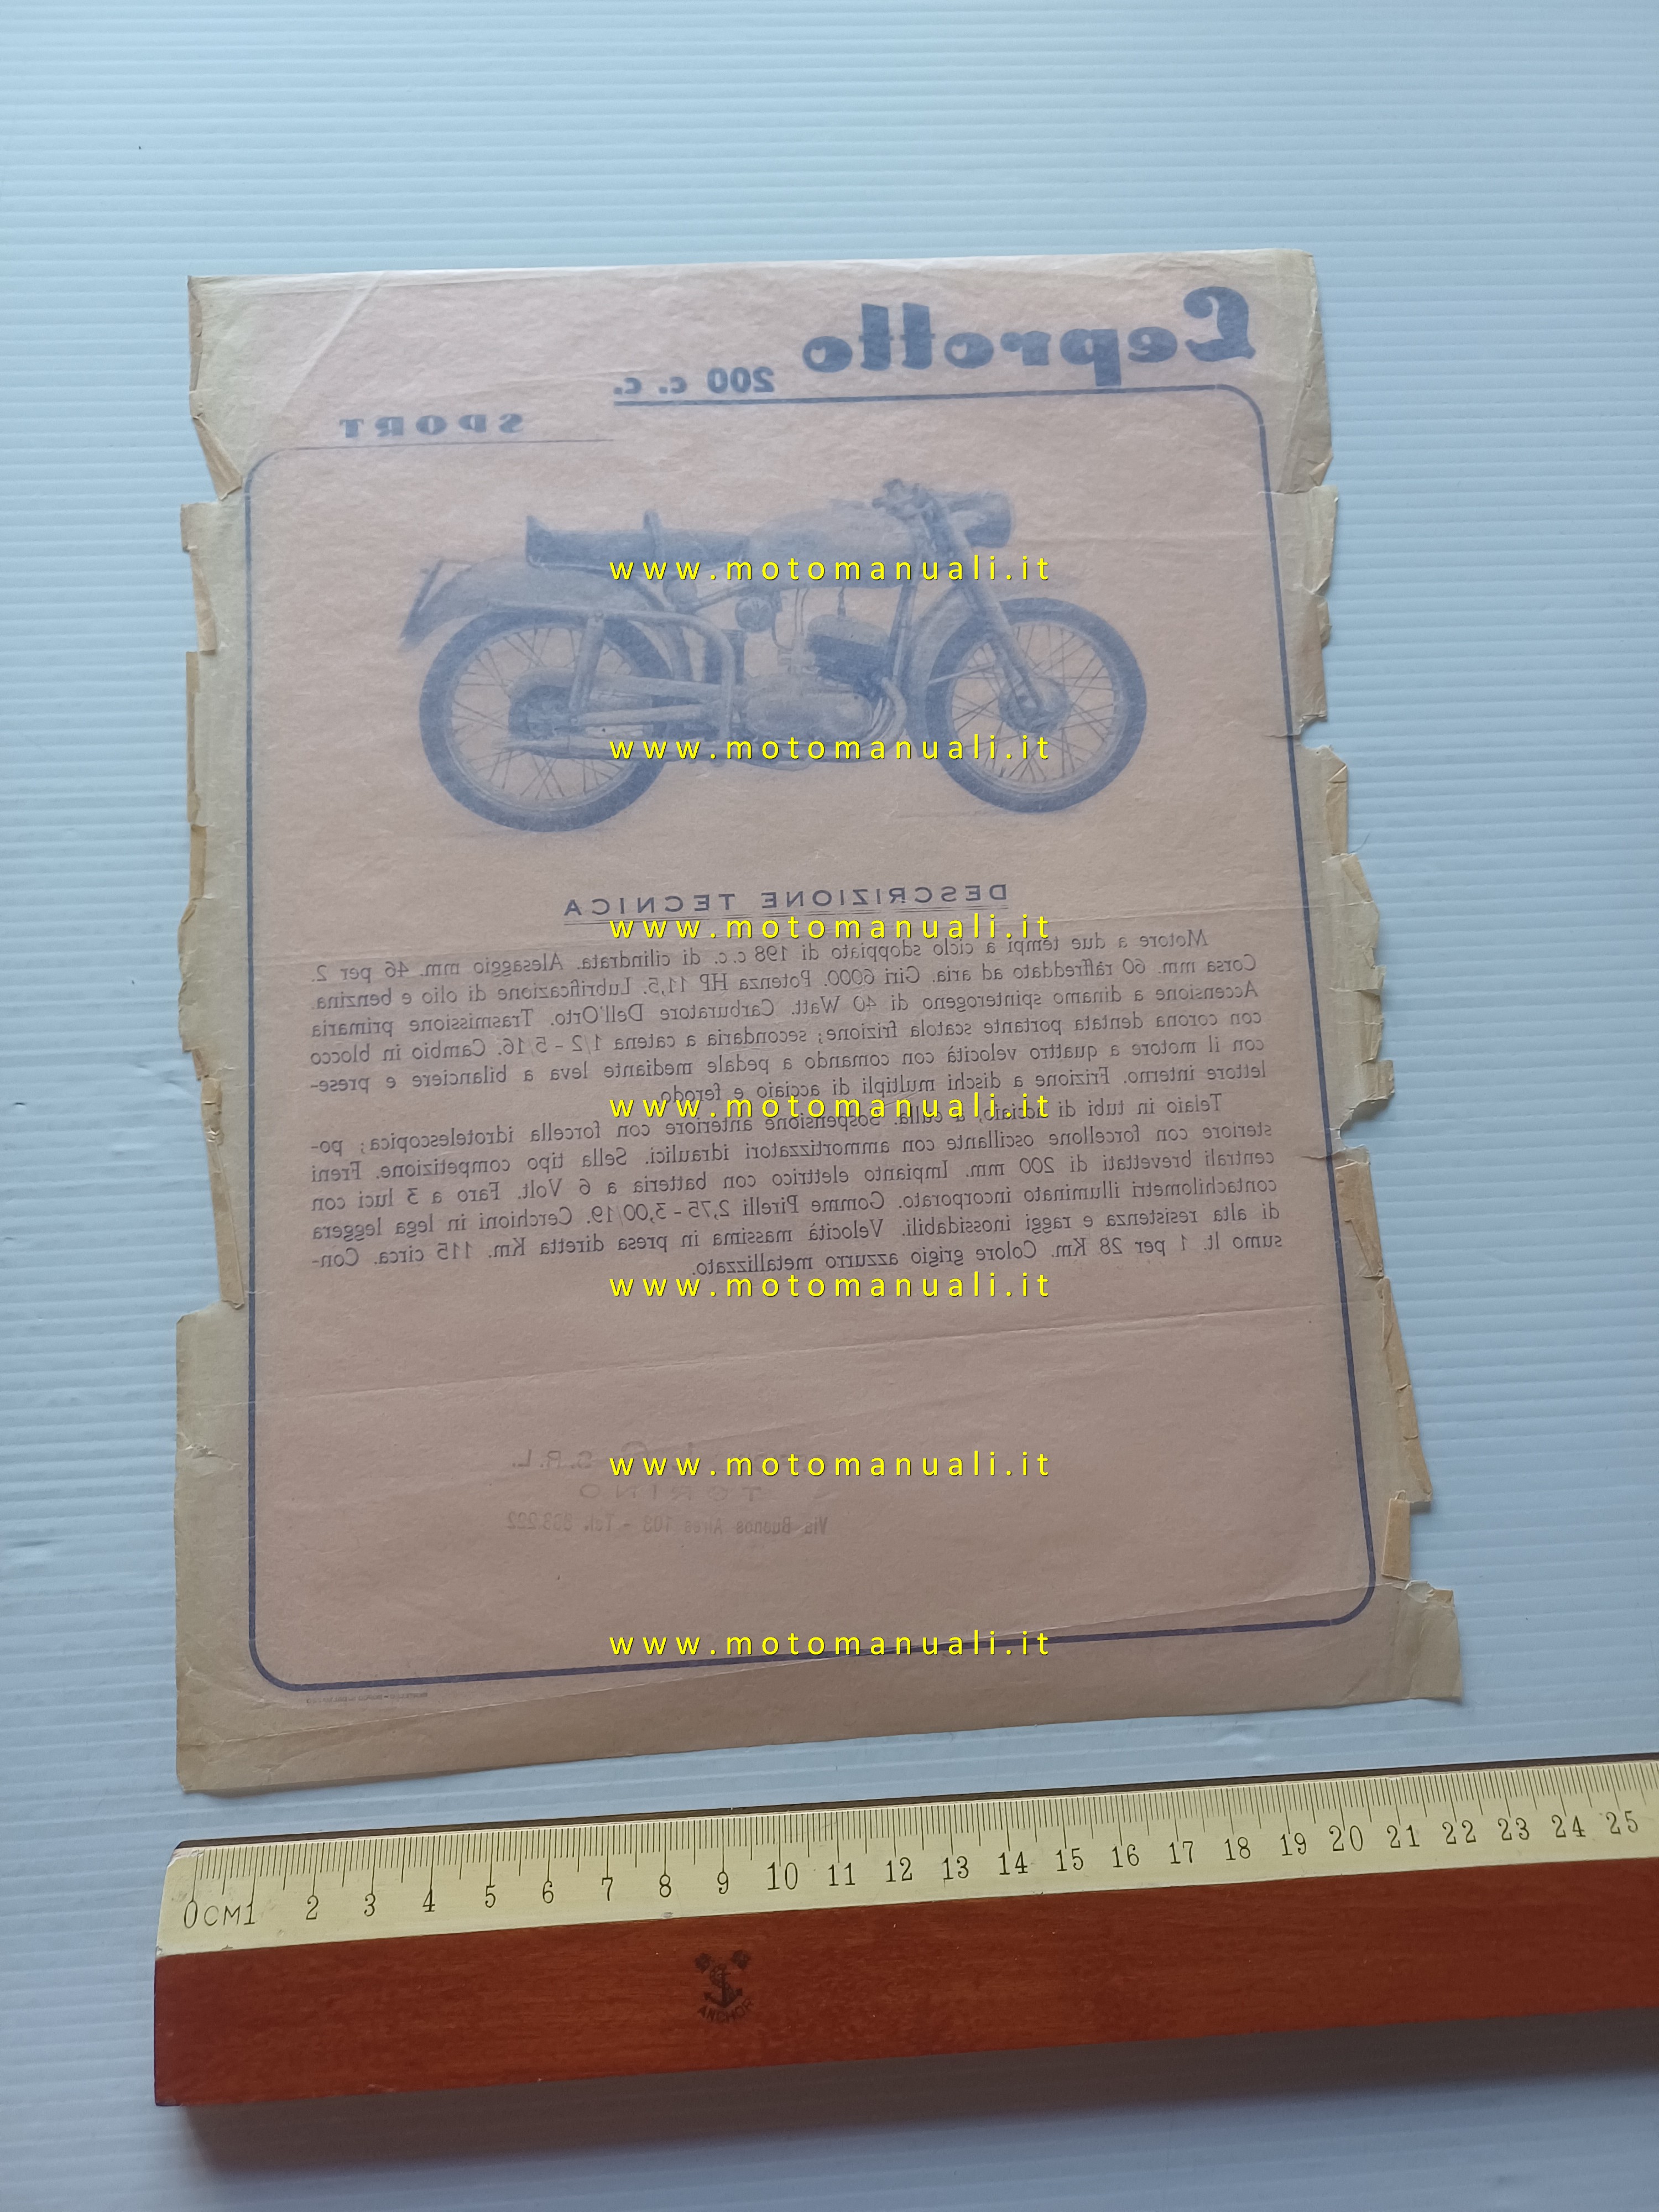 Leprotto
200 c. c.
SPORT
www.motomanuali.it
www.motomanuali.it
DESCRIZIONE TECNICA
www.motomanuali.it
Motore a due tempi a ciclo sdoppiato di 198 c. c. di cilindrata. Alesaggio mm. 46 per 2.
Corsa mm. 60 raffreddato ad aria. Giri 6000. Potenza HP 11,5. Lubrificazione di olio e benzina.
Accensione a dinamo spinterogeno di 40 Watt. Carburatore Dell'Orto. Trasmissione primaria
con corona dentata portante scatola frizione; secondaria a catena 1/2 - 5 16. Cambio in blocco
con il motore a quattro velocità con comando a pedale mediante leva a bilanciere e prese-
lettore interno. Frizione a dischi multipli di acciaio e ferodo.
www.motomanuali.it
Telaio in tubi di acciaio, a culla. Sospensione anteriore con forcella idrotelescopica; po-
steriore con forcellone oscillante con ammortizzatori idraulici. Sella tipo competizione. Freni
centrali brevettati di 200 mm. Impianto elettrico con batteria a 6 Volt. Faro a 3 luci con
contachilometri illuminato incorporato. Gomme Pirelli 2,75 - 3,00/19. Cerchioni in lega leggera
di alta resistenza e raggi inossidabili. Velocità massima in presa diretta Km. 115 circa. Con-
sumo lt. 1 per 28 Km. Colore grigio azzurro metallizzato.
www.motomanuali.it
S.R.L.
www.motomanuali.it
TORINO
Via Buenos Aires 103 - Tel.
www.motomanuali.it
0 CM 1 2 3 4 5 6 7 8 9 10 11 12 13 14 15 16 17 18 19 20 21 22 23 24 25
ANCHOR